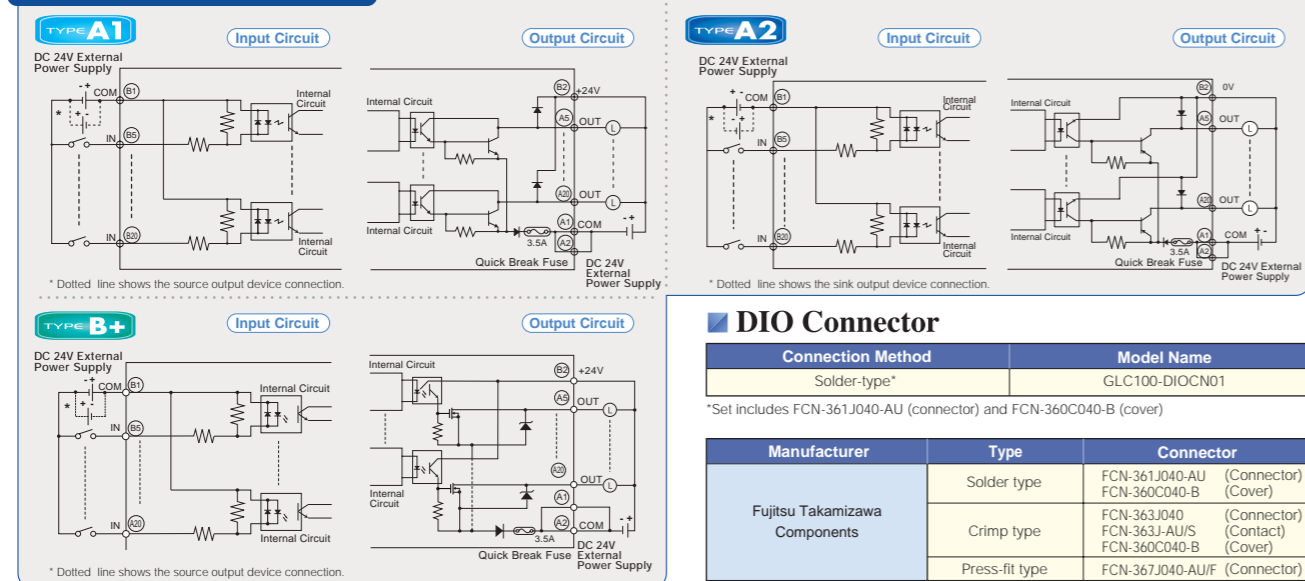 TYPE A1
Input Circuit
Output Circuit
DC 24V External
Power Supply
- +
COM
B1
*
+ -
IN
B5
IN
B20
Internal
Circuit
Internal
Circuit
Internal Circuit
Internal Circuit
B2
+24V
A5
OUT
L
A20
OUT
L
A1
COM
- +
A2
3.5A
Quick Break Fuse
DC 24V
External
Power Supply
* Dotted line shows the source output device connection.
TYPE A2
Input Circuit
Output Circuit
DC 24V External
Power Supply
+ -
COM
B1
*
- +
IN
B5
IN
B20
Internal
Circuit
Internal
Circuit
Internal Circuit
Internal Circuit
B2
0V
A5
OUT
L
A20
OUT
L
A1
COM
+ -
A2
3.5A
Quick Break Fuse
DC 24V External
Power Supply
* Dotted line shows the sink output device connection.
TYPE B+
Input Circuit
Output Circuit
DC 24V External
Power Supply
- +
COM
B1
*
+ -
IN
B5
IN
A20
Internal Circuit
Internal Circuit
Internal Circuit
Internal
Circuit
B2
+24V
A5
OUT
L
A20
OUT
L
A1
A2
COM
- +
3.5A
Quick Break Fuse
DC 24V
External
Power Supply
* Dotted line shows the source output device connection.
DIO Connector
Connection Method Model Name
Solder-type* GLC100-DIOCN01
*Set includes FCN-361J040-AU (connector) and FCN-360C040-B (cover)
Manufacturer Type Connector
Fujitsu Takamizawa
Components
Solder type
FCN-361J040-AU (Connector)
FCN-360C040-B (Cover)
Crimp type
FCN-363J040 (Connector)
FCN-363J-AU/S (Contact)
FCN-360C040-B (Cover)
Press-fit type
FCN-367J040-AU/F (Connector)